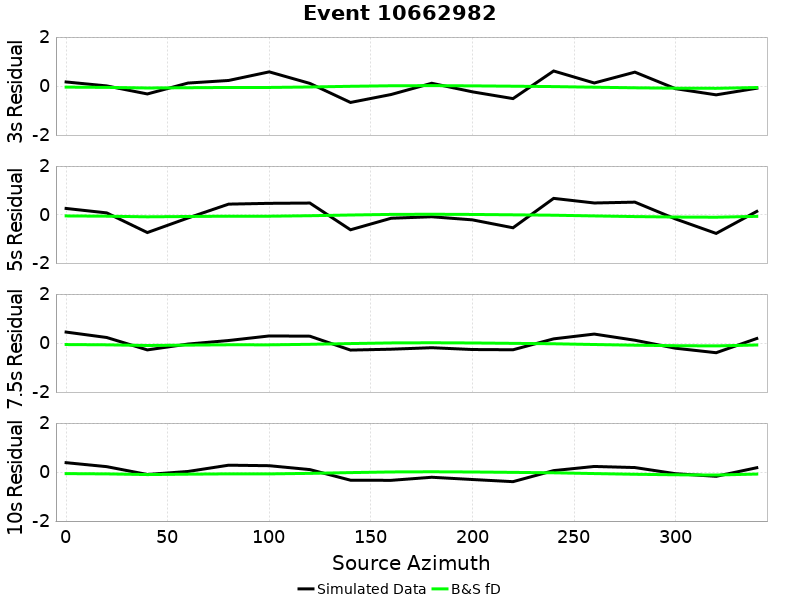 Event 10662982
3s Residual
2
0
-2
5s Residual
2
0
-2
7.5s Residual
2
0
-2
10s Residual
2
0
-2
0 50 100 150 200 250 300
Source Azimuth
Simulated Data B&S fD